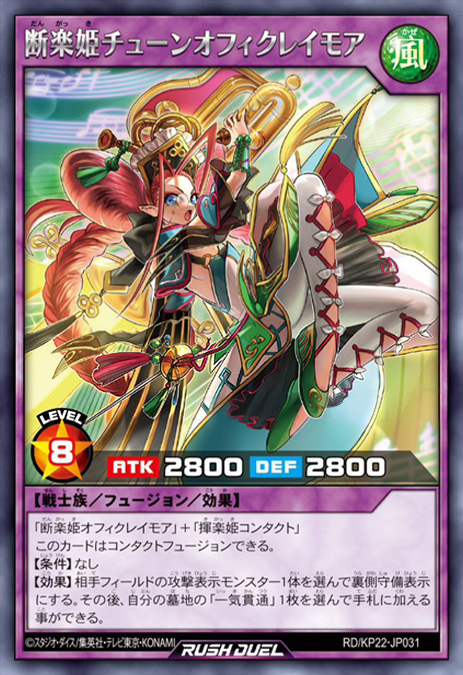 断楽姫チューンオフィクレイモア
風
LEVEL
8
ATK 2800 DEF 2800
【戦士族/フュージョン/効果】
「断楽姫オフィクレイモア」+「揮楽姫コンタクト」
このカードはコンタクトフュージョンできる。
【条件】なし
【効果】相手フィールドの攻撃表示モンスター1体を選んで裏側守備表示
にする。その後、自分の墓地の「一気貫通」1枚を選んで手札に加える
事ができる。
©スタジオ・ダイス/集英社・テレビ東京・KONAMI
RUSH DUEL
RD/KP22-JP031